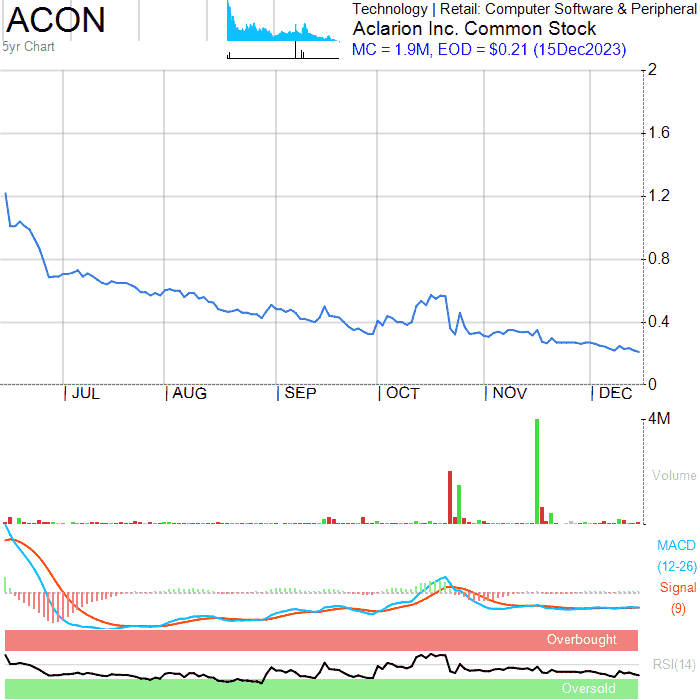 ACON
5yr Chart
Technology | Retail: Computer Software & Peripheral
Aclarion Inc. Common Stock
MC = 1.9M, EOD = $0.21 (15Dec2023)
2
1.6
1.2
0.8
0.4
0
| JUL | AUG | SEP | OCT | NOV | DEC
4M
Volume
MACD
(12-26)
Signal
(9)
Overbought
RSI(14)
Oversold